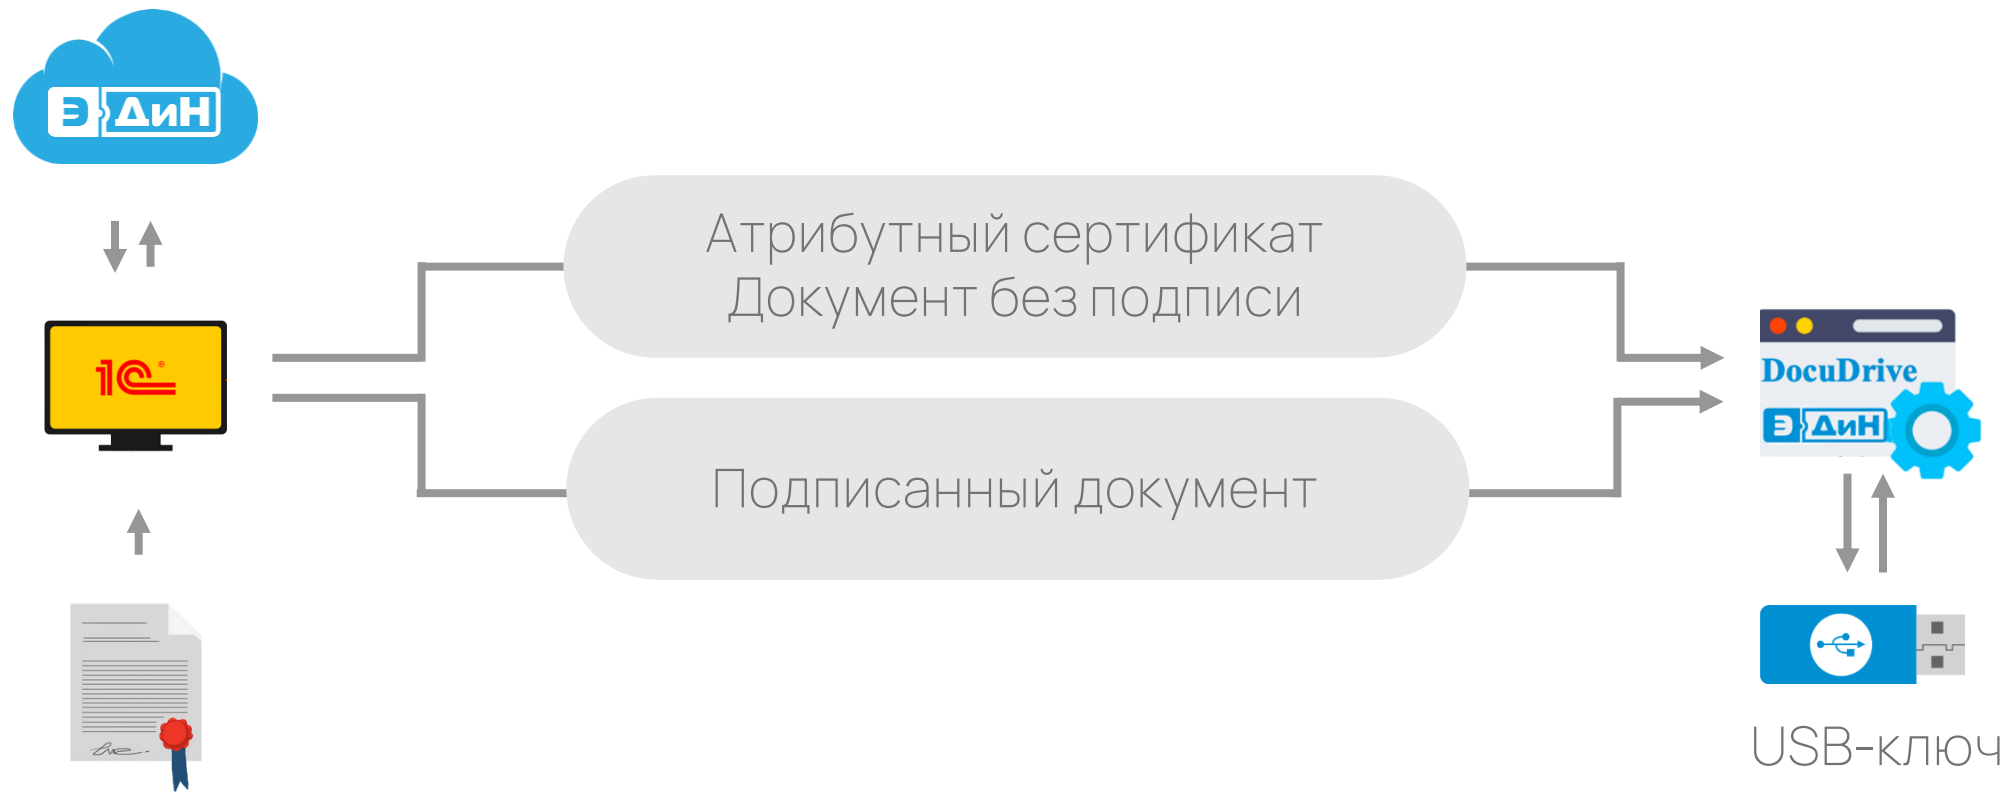 ЭДиН
Атрибутный сертификат
Документ без подписи
1С®
DocuDrive
ЭДиН
Подписанный документ
USB-ключ